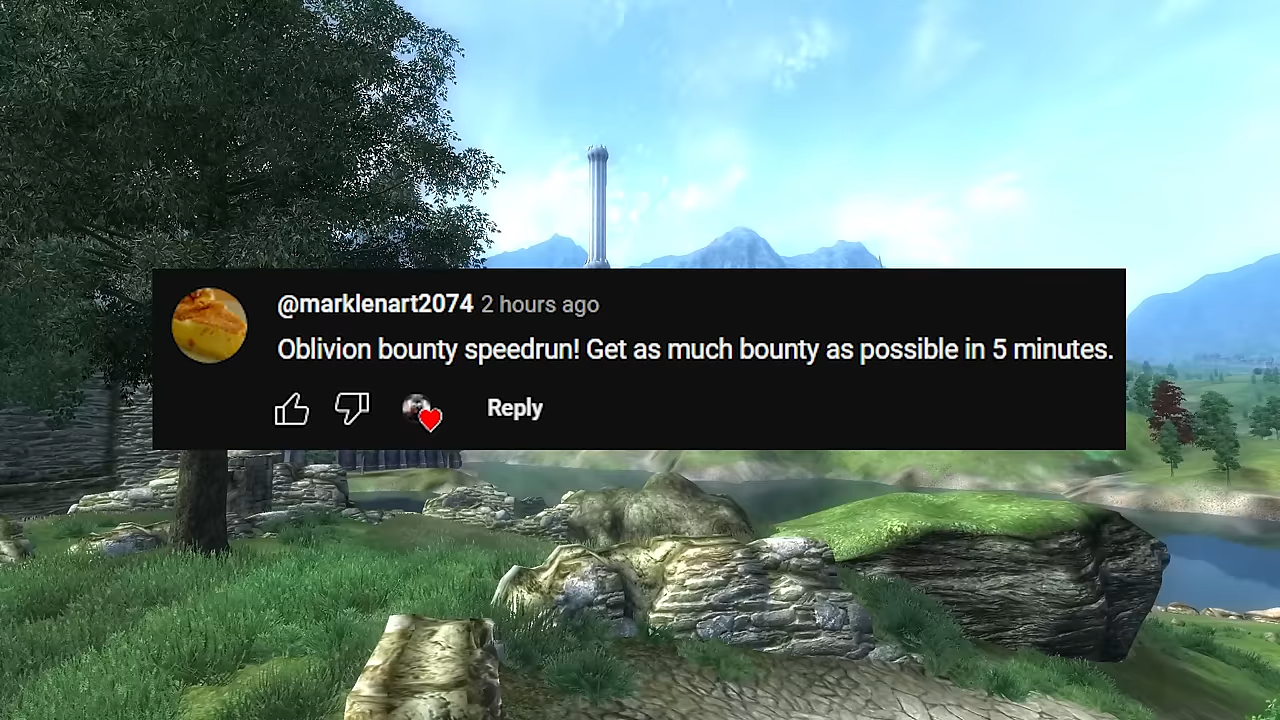 @marklenart2074 2 hours ago
Oblivion bounty speedrun! Get as much bounty as possible in 5 minutes.
Reply